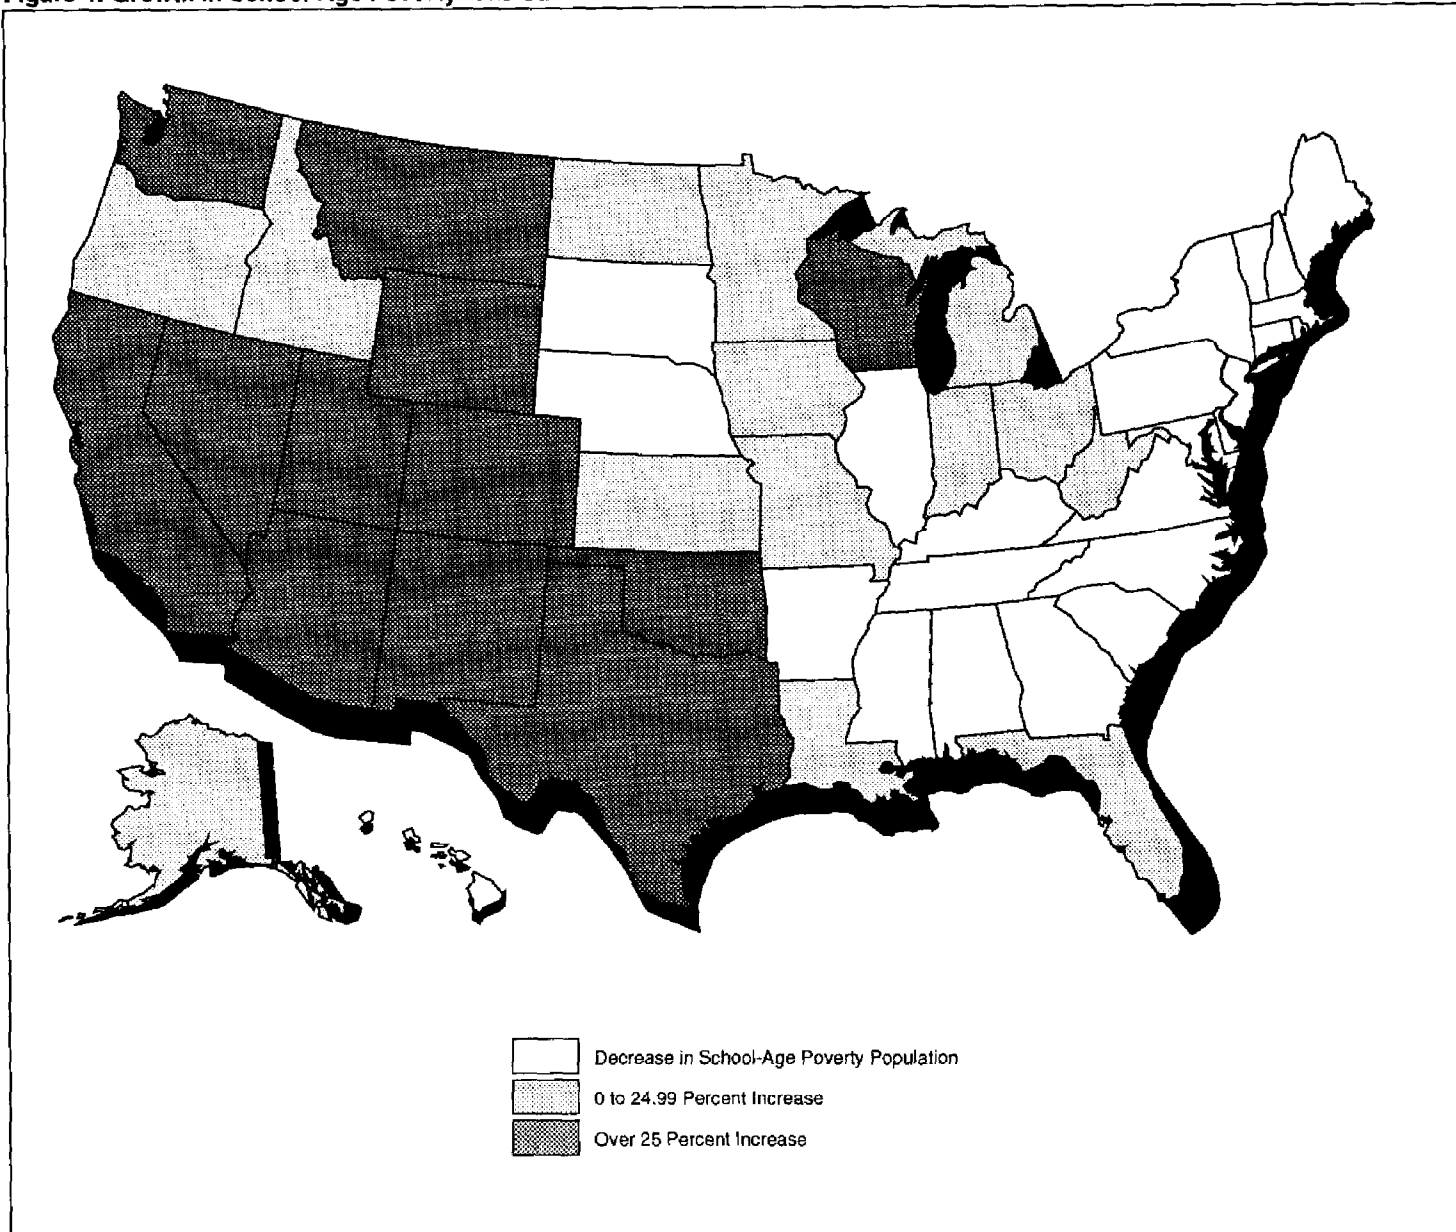 Decrease in School-Age Poverty Population
0 to 24.99 Percent Increase
Over 25 Percent Increase